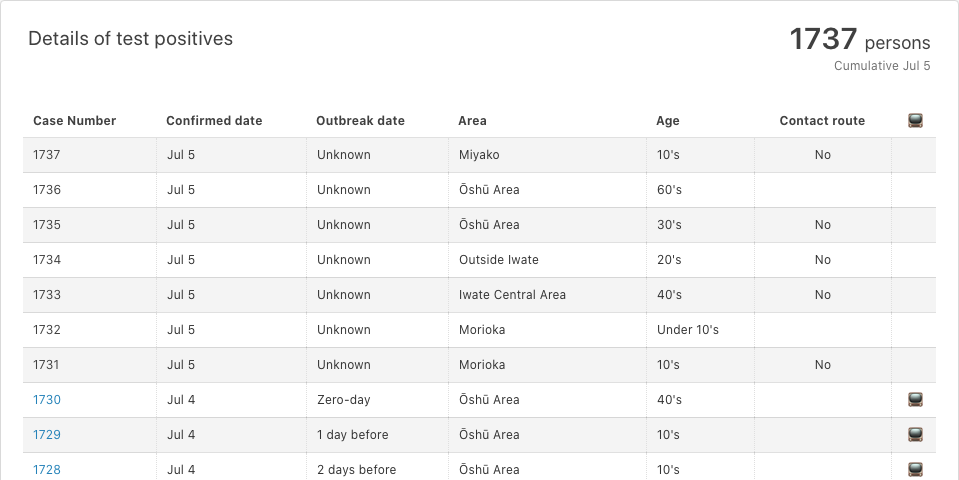 Details of test positives
1737 persons
Cumulative Jul 5
Case Number Confirmed date Outbreak date Area Age Contact route
1737 Jul 5 Unknown Miyako 10's No
1736 Jul 5 Unknown Ōshū Area 60's
1735 Jul 5 Unknown Ōshū Area 30's No
1734 Jul 5 Unknown Outside Iwate 20's No
1733 Jul 5 Unknown Iwate Central Area 40's No
1732 Jul 5 Unknown Morioka Under 10's
1731 Jul 5 Unknown Morioka 10's No
1730 Jul 4 Zero-day Ōshū Area 40's
1729 Jul 4 1 day before Ōshū Area 10's
1728 Jul 4 2 days before Ōshū Area 10's